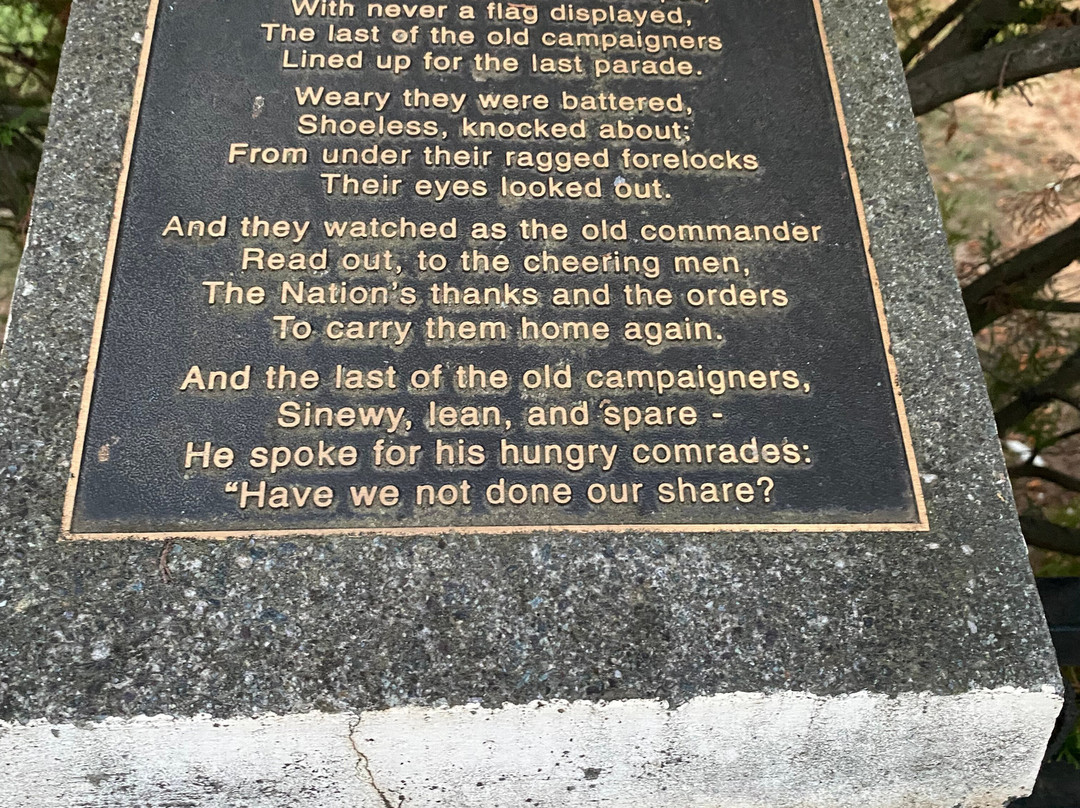 With never a flag displayed,
The last of the old campaigners
Lined up for the last parade.
Weary they were battered,
Shoeless, knocked about;
From under their ragged forelocks
Their eyes looked out.
And they watched as the old commander
Read out, to the cheering men,
The Nation's thanks and the orders
To carry them home again.
And the last of the old campaigners,
Sinewy, lean, and spare -
He spoke for his hungry comrades:
“Have we not done our share?